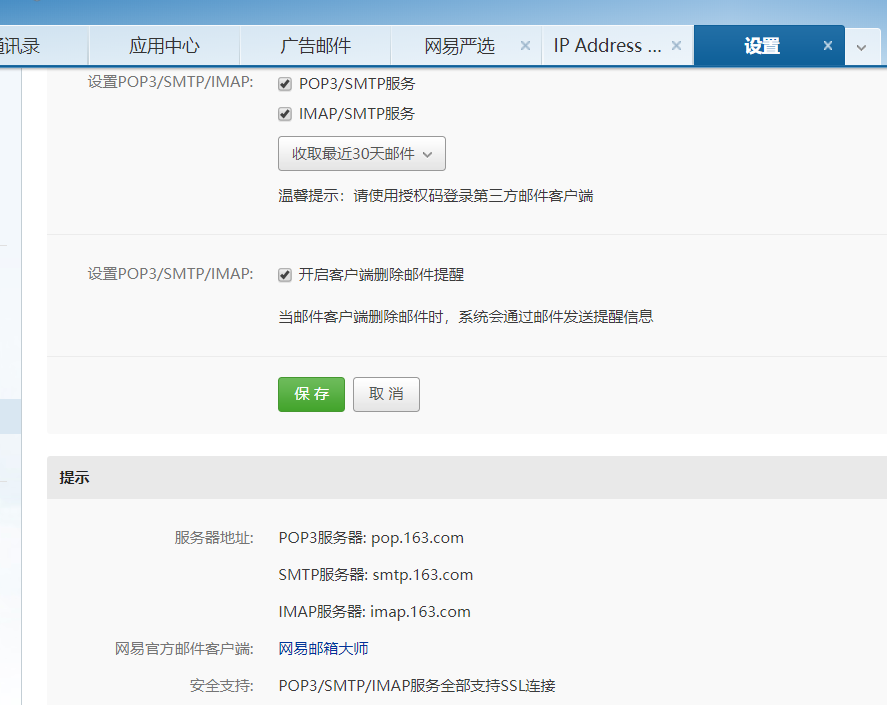 通讯录 应用中心 广告邮件 网易严选 IP Address ... 设置
设置POP3/SMTP/IMAP: POP3/SMTP服务
IMAP/SMTP服务
收取最近30天邮件
温馨提示：请使用授权码登录第三方邮件客户端
设置POP3/SMTP/IMAP: 开启客户端删除邮件提醒
当邮件客户端删除邮件时，系统会通过邮件发送提醒信息
保存 取消
提示
服务器地址: POP3服务器: pop.163.com
SMTP服务器: smtp.163.com
IMAP服务器: imap.163.com
网易官方邮件客户端: 网易邮箱大师
安全支持: POP3/SMTP/IMAP服务全部支持SSL连接